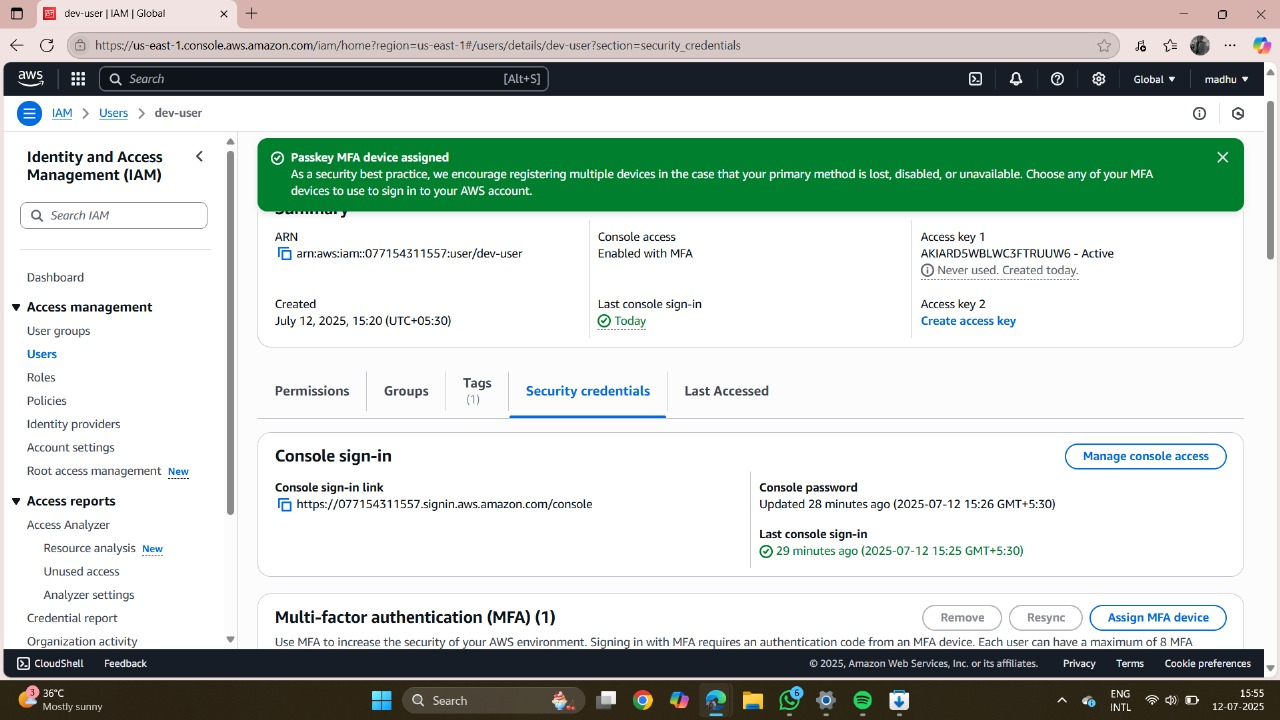 dev-user | IAM | Global
https://us-east-1.console.aws.amazon.com/iam/home?region=us-east-1#/users/details/dev-user?section=security_credentials
aws
Search
[Alt+S]
Global
madhu
IAM
Users
dev-user
Identity and Access
Management (IAM)
Search IAM
Dashboard
Access management
User groups
Users
Roles
Policies
Identity providers
Account settings
Root access management New
Access reports
Access Analyzer
Resource analysis New
Unused access
Analyzer settings
Credential report
Organization activity
Passkey MFA device assigned
As a security best practice, we encourage registering multiple devices in the case that your primary method is lost, disabled, or unavailable. Choose any of your MFA
devices to use to sign in to your AWS account.
Summary
ARN
arn:aws:iam::077154311557:user/dev-user
Console access
Enabled with MFA
Access key 1
AKIARD5WBLWC3FTRUUW6 - Active
Never used. Created today.
Created
July 12, 2025, 15:20 (UTC+05:30)
Last console sign-in
Today
Access key 2
Create access key
Permissions
Groups
Tags
(1)
Security credentials
Last Accessed
Console sign-in
Manage console access
Console sign-in link
https://077154311557.signin.aws.amazon.com/console
Console password
Updated 28 minutes ago (2025-07-12 15:26 GMT+5:30)
Last console sign-in
29 minutes ago (2025-07-12 15:25 GMT+5:30)
Multi-factor authentication (MFA) (1)
Remove
Resync
Assign MFA device
Use MFA to increase the security of your AWS environment. Signing in with MFA requires an authentication code from an MFA device. Each user can have a maximum of 8 MFA
CloudShell
Feedback
© 2025, Amazon Web Services, Inc. or its affiliates.
Privacy
Terms
Cookie preferences
3
36°C
Mostly sunny
Search
6
ENG
INTL
15:55
12-07-2025